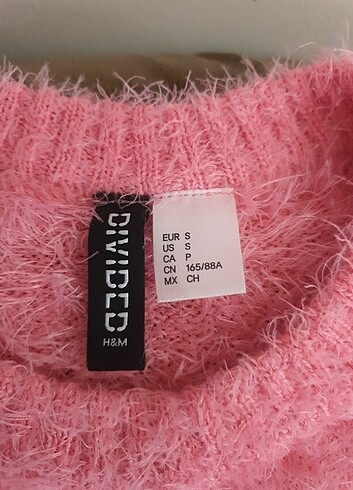 DIVIDED
H&M
EUR S
US S
CA P
CN 165/88A
MX CH